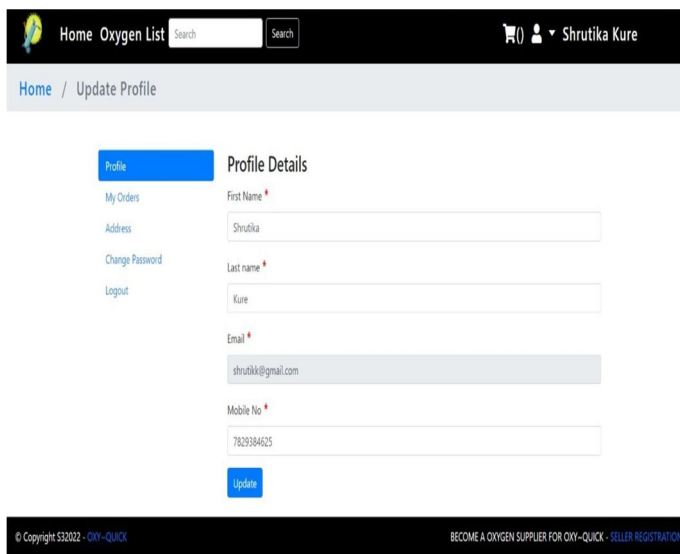 Home Oxygen List Search Search () Shrutika Kure
Home / Update Profile
Profile
My Orders
Address
Change Password
Logout
Profile Details
First Name *
Shrutika
Last name *
Kure
Email *
shrutikk@gmail.com
Mobile No *
7829384625
Update
© Copyright S32022 - OXY~QUICK
BECOME A OXYGEN SUPPLIER FOR OXY~QUICK - SELLER REGISTRATION